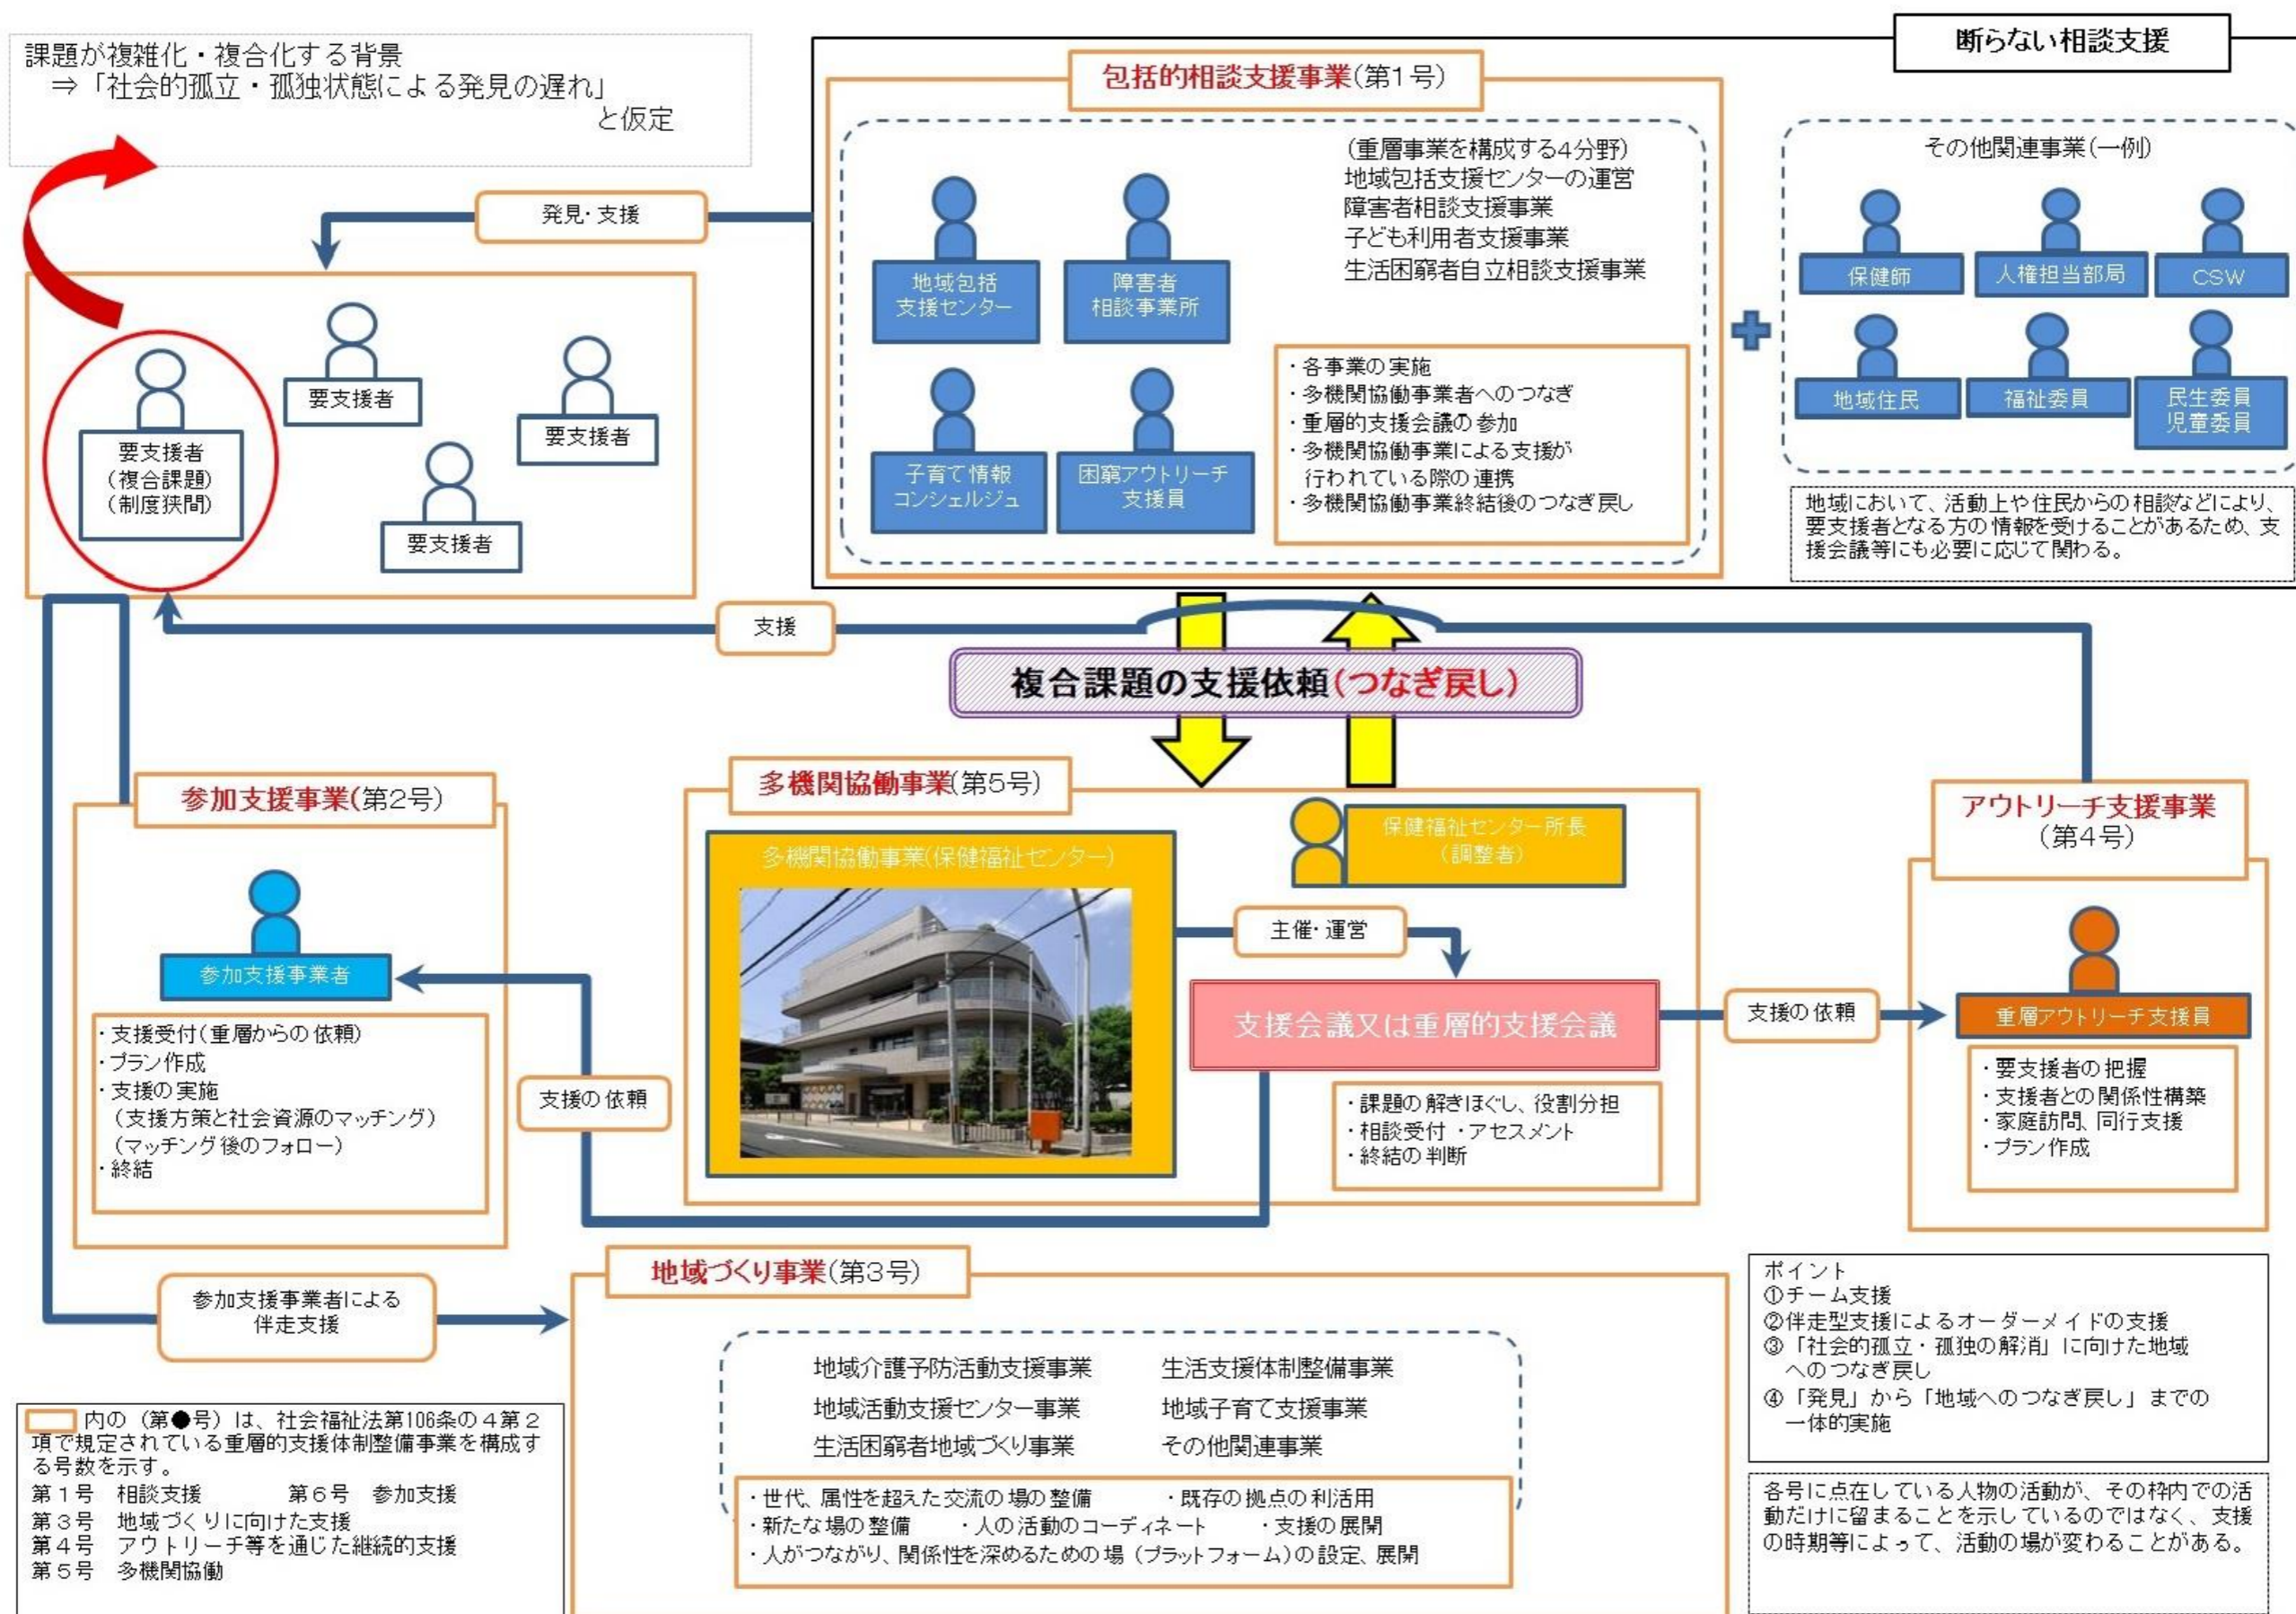 断らない相談支援
課題が複雑化・複合化する背景
⇒「社会的孤立・孤独状態による発見の遅れ」
と仮定
包括的相談支援事業(第1号)
(重層事業を構成する4分野)
地域包括支援センターの運営
障害者相談支援事業
子ども利用者支援事業
生活困窮者自立相談支援事業
地域包括
支援センター
障害者
相談事業所
子育て情報
コンシェルジュ
困窮アウトリーチ
支援員
・各事業の実施
・多機関協働事業者へのつなぎ
・重層的支援会議の参加
・多機関協働事業による支援が
行われている際の連携
・多機関協働事業終結後のつなぎ戻し
その他関連事業(一例)
保健師
人権担当部局
CSW
地域住民
福祉委員
民生委員
児童委員
地域において、活動上や住民からの相談などにより、
要支援者となる方の情報を受けることがあるため、支
援会議等にも必要に応じて関わる。
発見・支援
要支援者
(複合課題)
(制度狭間)
要支援者
要支援者
要支援者
支援
複合課題の支援依頼(つなぎ戻し)
参加支援事業(第2号)
参加支援事業者
・支援受付(重層からの依頼)
・プラン作成
・支援の実施
(支援方策と社会資源のマッチング)
(マッチング後のフォロー)
・終結
支援の依頼
多機関協働事業(第5号)
多機関協働事業(保健福祉センター)
保健福祉センター所長
(調整者)
主催・運営
支援会議又は重層的支援会議
・課題の解きほぐし、役割分担
・相談受付・アセスメント
・終結の判断
支援の依頼
アウトリーチ支援事業
(第4号)
重層アウトリーチ支援員
・要支援者の把握
・支援者との関係性構築
・家庭訪問、同行支援
・プラン作成
参加支援事業者による
伴走支援
地域づくり事業(第3号)
地域介護予防活動支援事業 生活支援体制整備事業
地域活動支援センター事業 地域子育て支援事業
生活困窮者地域づくり事業 その他関連事業
・世代、属性を超えた交流の場の整備 ・既存の拠点の利活用
・新たな場の整備 ・人の活動のコーディネート ・支援の展開
・人がつながり、関係性を深めるための場(プラットフォーム)の設定、展開
内の(第●号)は、社会福祉法第106条の4第2
項で規定されている重層的支援体制整備事業を構成す
る号数を示す。
第1号 相談支援 第6号 参加支援
第3号 地域づくりに向けた支援
第4号 アウトリーチ等を通じた継続的支援
第5号 多機関協働
ポイント
①チーム支援
②伴走型支援によるオーダーメイドの支援
③「社会的孤立・孤独の解消」に向けた地域
へのつなぎ戻し
④「発見」から「地域へのつなぎ戻し」までの
一体的実施
各号に点在している人物の活動が、その枠内での活
動だけに留まることを示しているのではなく、支援
の時期等によって、活動の場が変わることがある。